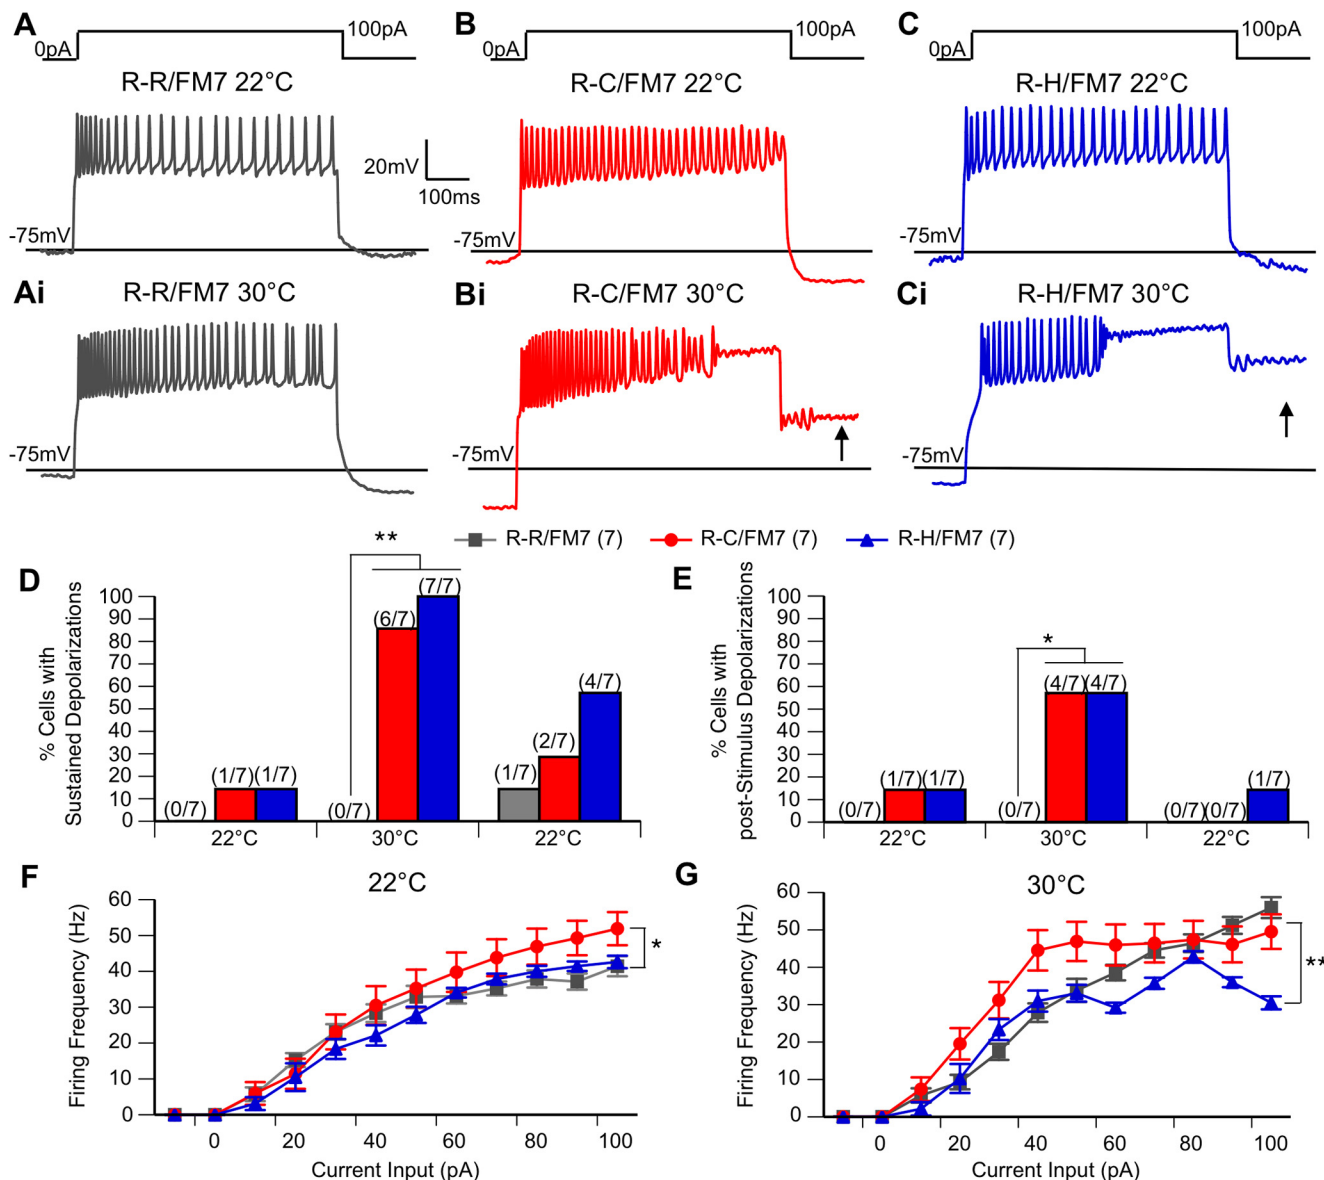 A
0pA
100pA
R-R/FM7 22°C
20mV
100ms
-75mV
B
0pA
100pA
R-C/FM7 22°C
-75mV
C
0pA
100pA
R-H/FM7 22°C
-75mV
Ai
R-R/FM7 30°C
-75mV
Bi
R-C/FM7 30°C
-75mV
Ci
R-H/FM7 30°C
-75mV
R-R/FM7 (7)
R-C/FM7 (7)
R-H/FM7 (7)
D
% Cells with
Sustained Depolarizations
100
90
80
70
60
50
40
30
20
10
0
**
(0/7)
(1/7)
(1/7)
(0/7)
(6/7)
(7/7)
(1/7)
(2/7)
(4/7)
22°C
30°C
22°C
E
% Cells with
post-Stimulus Depolarizations
100
90
80
70
60
50
40
30
20
10
0
*
(0/7)
(1/7)
(1/7)
(0/7)
(4/7)
(4/7)
(0/7)
(0/7)
(1/7)
22°C
30°C
22°C
F
22°C
Firing Frequency (Hz)
60
50
40
30
20
10
0
*
0
20
40
60
80
100
Current Input (pA)
G
30°C
Firing Frequency (Hz)
60
50
40
30
20
10
0
**
0
20
40
60
80
100
Current Input (pA)